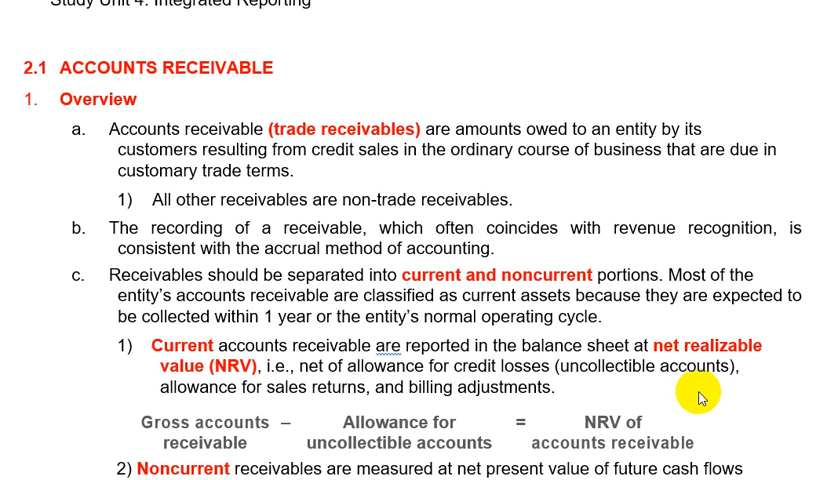 Study Unit 4: Integrated Reporting
2.1 ACCOUNTS RECEIVABLE
1. Overview
a. Accounts receivable (trade receivables) are amounts owed to an entity by its
customers resulting from credit sales in the ordinary course of business that are due in
customary trade terms.
1) All other receivables are non-trade receivables.
b. The recording of a receivable, which often coincides with revenue recognition, is
consistent with the accrual method of accounting.
c. Receivables should be separated into current and noncurrent portions. Most of the
entity’s accounts receivable are classified as current assets because they are expected to
be collected within 1 year or the entity’s normal operating cycle.
1) Current accounts receivable are reported in the balance sheet at net realizable
value (NRV), i.e., net of allowance for credit losses (uncollectible accounts),
allowance for sales returns, and billing adjustments.
Gross accounts – Allowance for = NRV of
receivable uncollectible accounts accounts receivable
2) Noncurrent receivables are measured at net present value of future cash flows